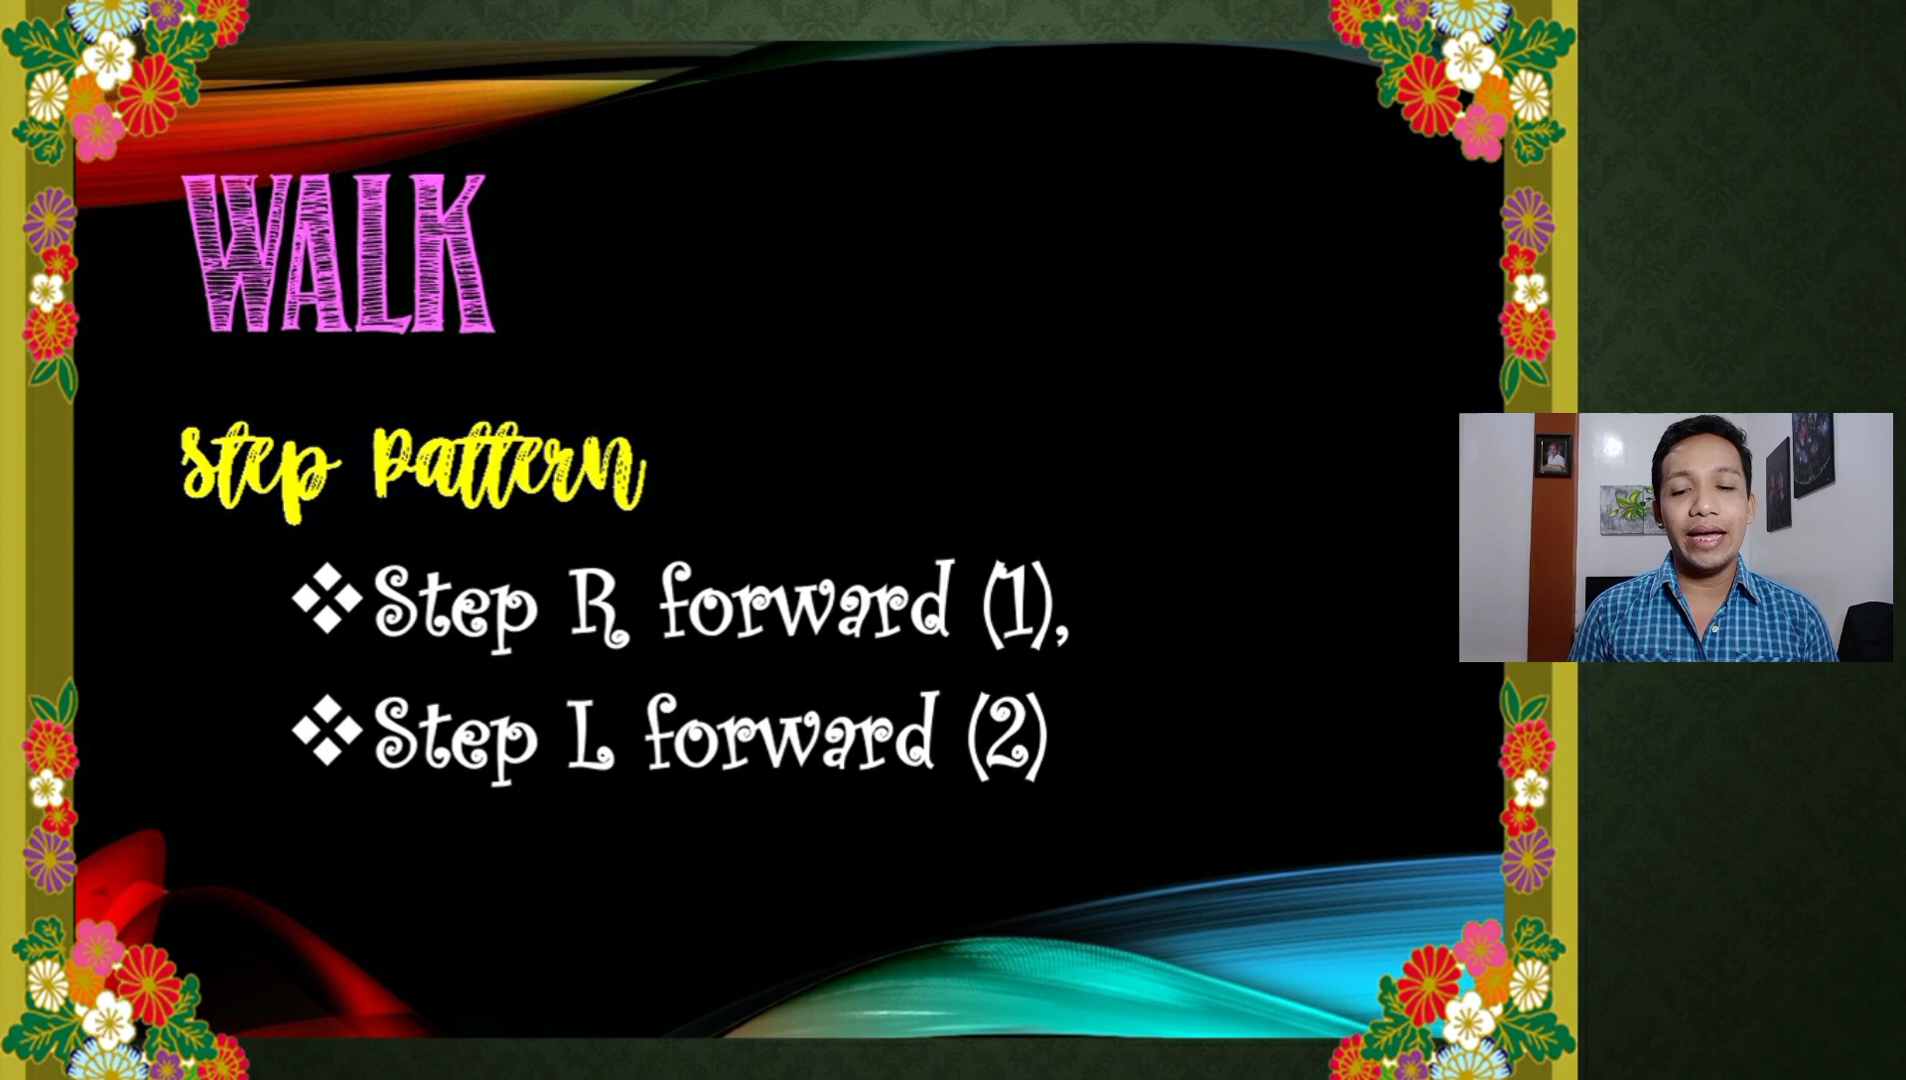 WALK
Step Pattern
❖Step R forward (1),
❖Step L forward (2)